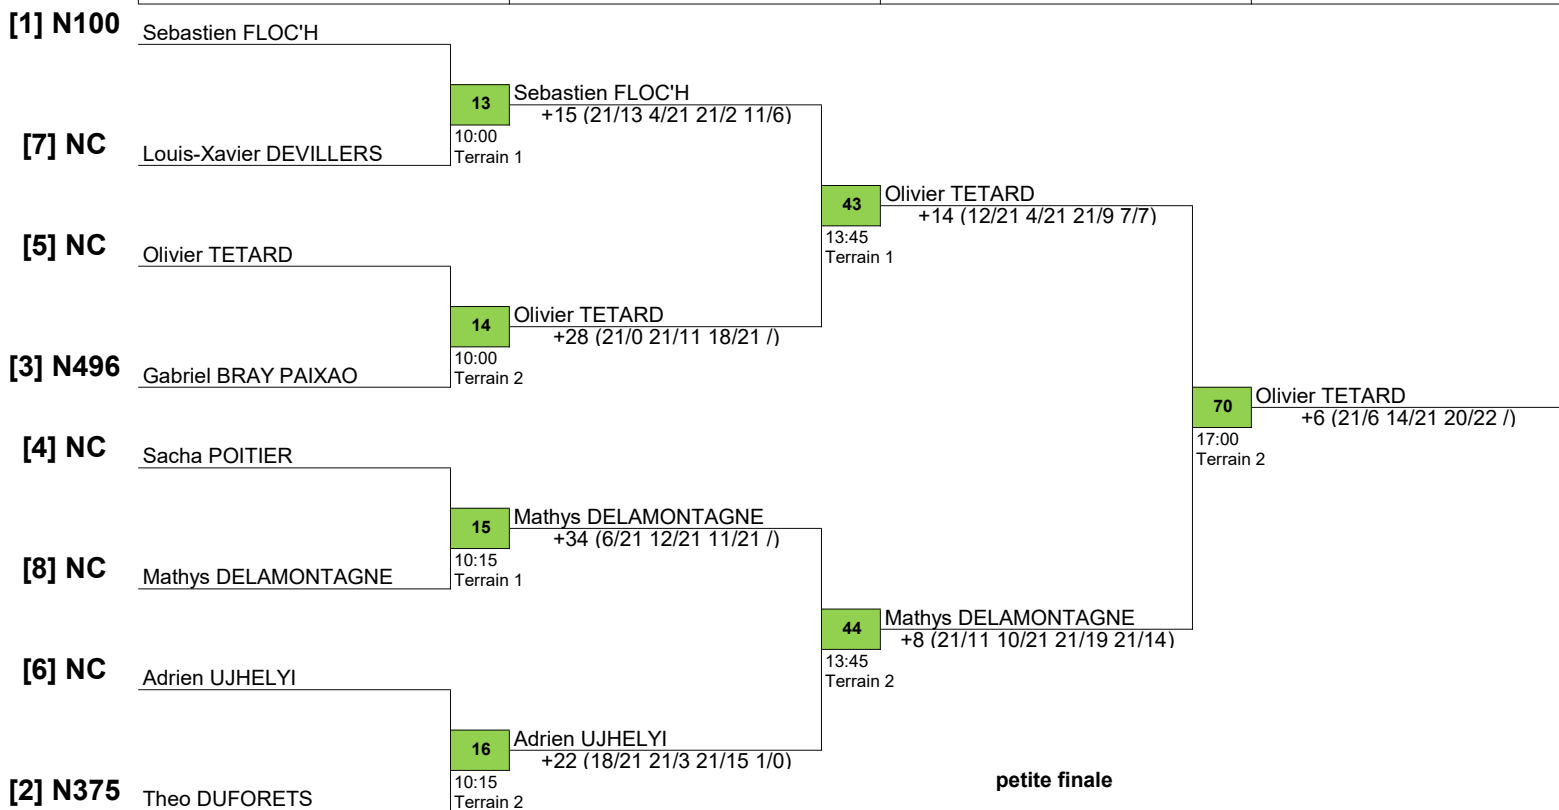 [1] N100
Sebastien FLOC'H
13
Sebastien FLOC'H
+15 (21/13 4/21 21/2 11/6)
10:00
Terrain 1
[7] NC
Louis-Xavier DEVILLERS
43
Olivier TETARD
+14 (12/21 4/21 21/9 7/7)
13:45
Terrain 1
[5] NC
Olivier TETARD
14
Olivier TETARD
+28 (21/0 21/11 18/21 /)
10:00
Terrain 2
[3] N496
Gabriel BRAY PAIXAO
70
Olivier TETARD
+6 (21/6 14/21 20/22 /)
17:00
Terrain 2
[4] NC
Sacha POITIER
15
Mathys DELAMONTAGNE
+34 (6/21 12/21 11/21 /)
10:15
Terrain 1
[8] NC
Mathys DELAMONTAGNE
44
Mathys DELAMONTAGNE
+8 (21/11 10/21 21/19 21/14)
13:45
Terrain 2
[6] NC
Adrien UJHELYI
16
Adrien UJHELYI
+22 (18/21 21/3 21/15 1/0)
10:15
Terrain 2
petite finale
[2] N375
Theo DUFORETS